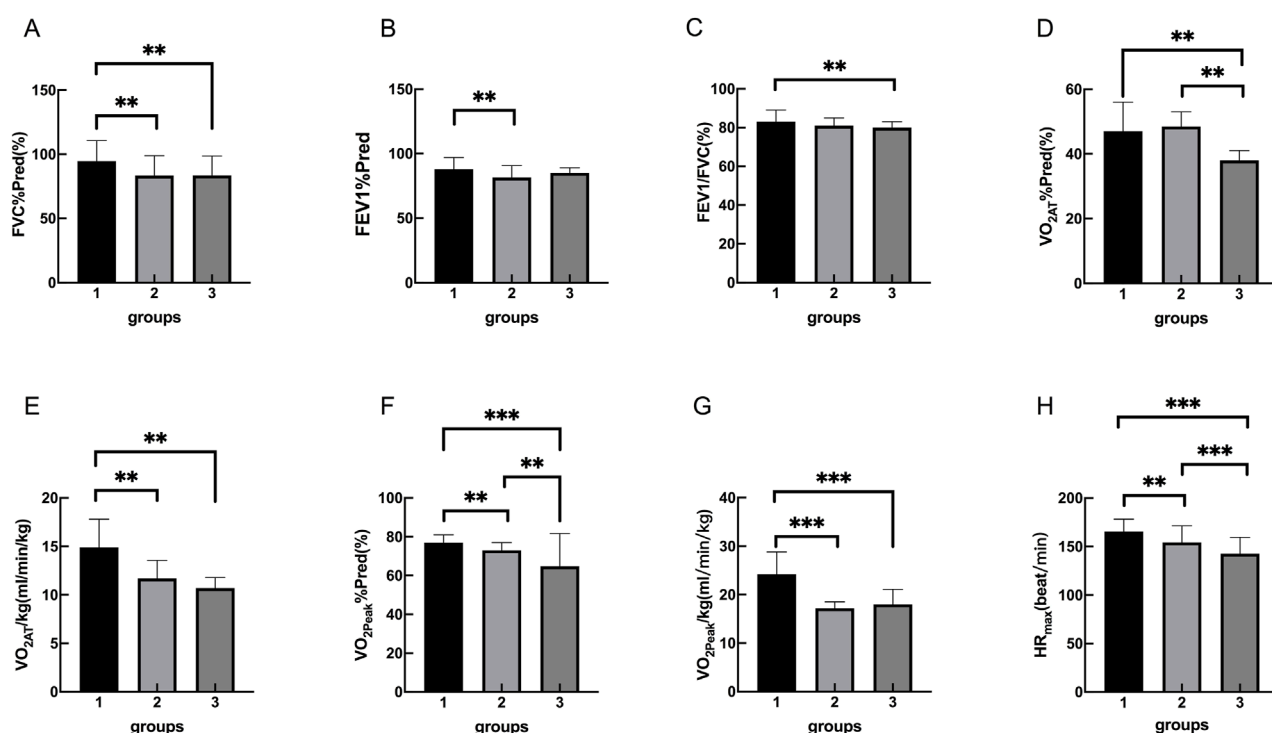 A
**
**
FVC%Pred(%)
150
100
50
0
1 2 3
groups
B
**
FEV1%Pred
150
100
50
0
1 2 3
groups
C
**
FEV1/FVC(%)
100
80
60
40
20
0
1 2 3
groups
D
**
**
VO2AT%Pred(%)
60
40
20
0
1 2 3
groups
E
**
**
VO2AT/kg(ml/min/kg)
20
15
10
5
0
1 2 3
groups
F
***
**
**
VO2Peak%Pred(%)
100
80
60
40
20
0
1 2 3
groups
G
***
***
VO2Peak/kg(ml/min/kg)
40
30
20
10
0
1 2 3
groups
H
***
***
**
HRmax(beat/min)
200
150
100
50
0
1 2 3
groups